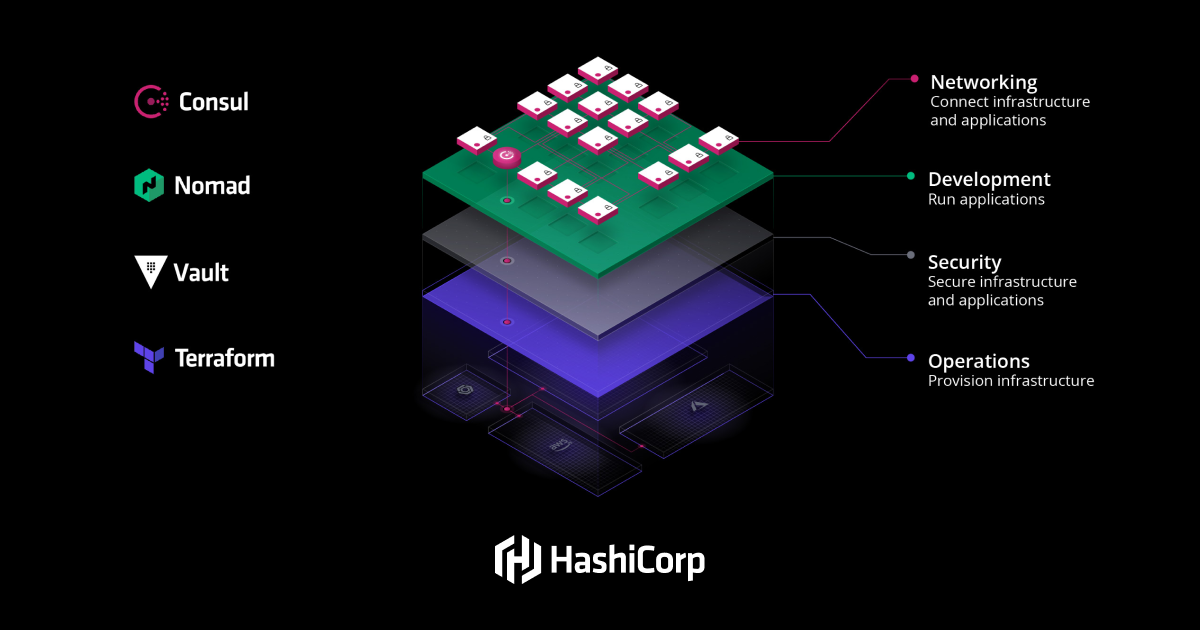 Consul
Nomad
Vault
Terraform
Networking
Connect infrastructure
and applications
Development
Run applications
Security
Secure infrastructure
and applications
Operations
Provision infrastructure
aws
HashiCorp